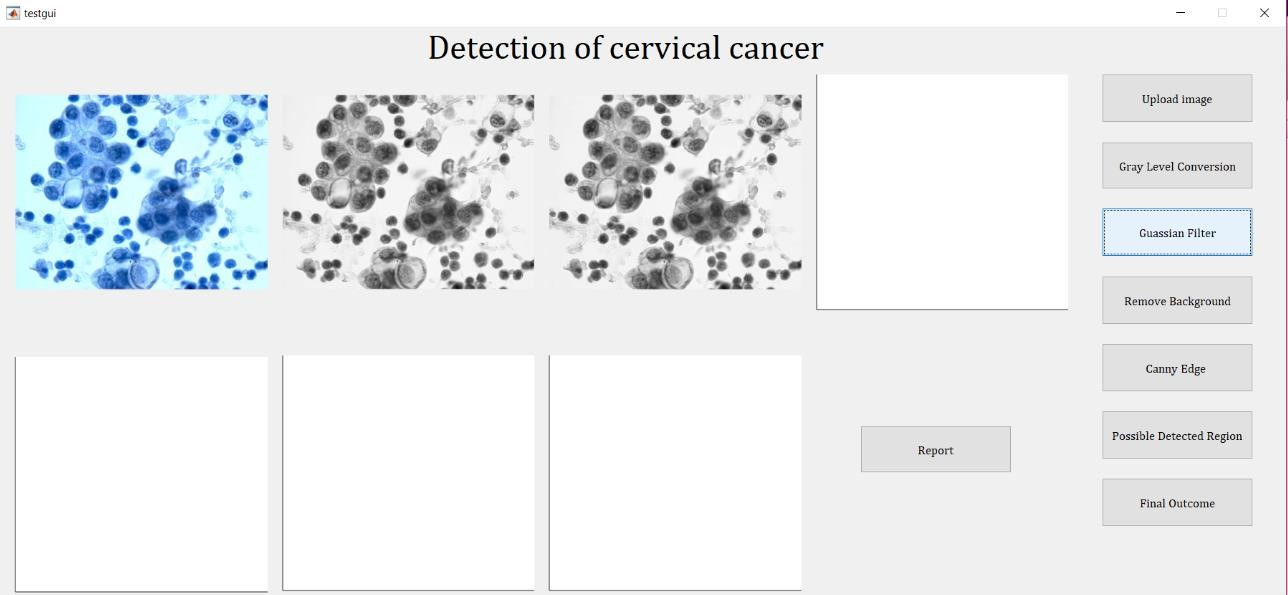 testgui
Detection of cervical cancer
Upload image
Gray Level Conversion
Guassian Filter
Remove Background
Canny Edge
Possible Detected Region
Report
Final Outcome